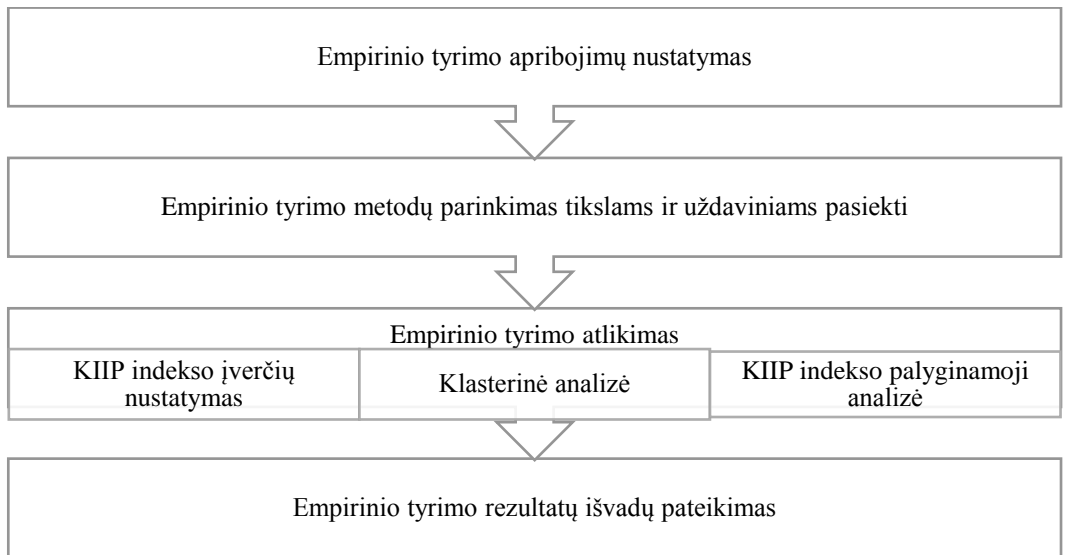 Empirinio tyrimo apribojimų nustatymas
Empirinio tyrimo metodų parinkimas tikslams ir uždaviniams pasiekti
Empirinio tyrimo atlikimas
KIIP indekso įverčių
nustatymas
Klasterinė analizė
KIIP indekso palyginamoji
analizė
Empirinio tyrimo rezultatų išvadų pateikimas